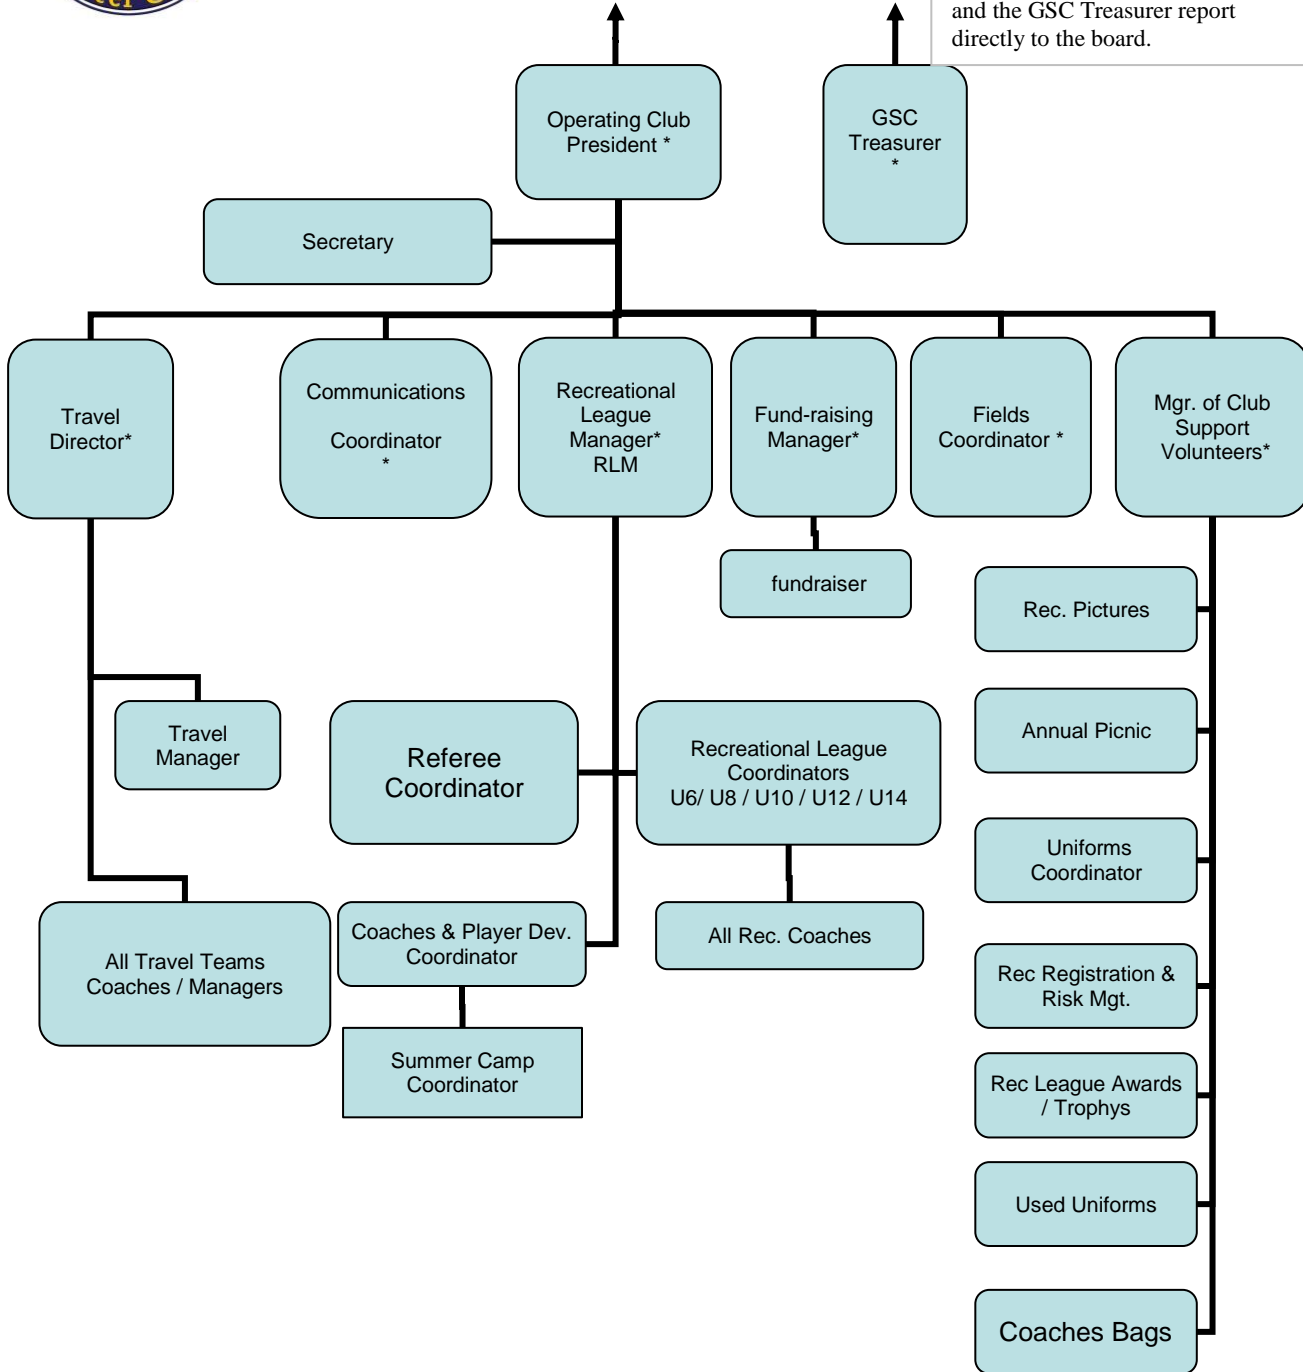 and the GSC Treasurer report
directly to the board.
Operating Club
President *
GSC
Treasurer
*
Secretary
Travel
Director*
Communications
Coordinator
*
Recreational
League
Manager*
RLM
Fund-raising
Manager*
Fields
Coordinator *
Mgr. of Club
Support
Volunteers*
fundraiser
Rec. Pictures
Travel
Manager
Referee
Coordinator
Recreational League
Coordinators
U6/ U8 / U10 / U12 / U14
Annual Picnic
Uniforms
Coordinator
All Travel Teams
Coaches / Managers
Coaches & Player Dev.
Coordinator
All Rec. Coaches
Rec Registration &
Risk Mgt.
Summer Camp
Coordinator
Rec League Awards
/ Trophys
Used Uniforms
Coaches Bags